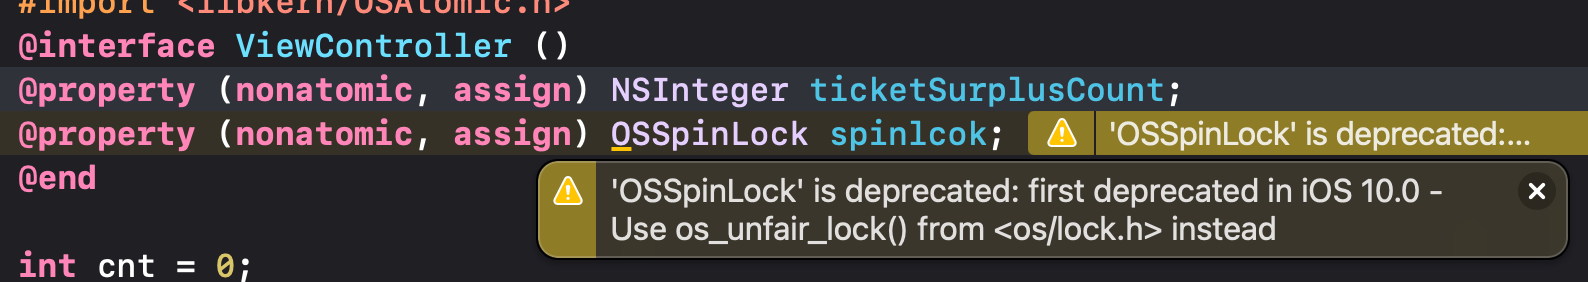 #import <libkern/OSAtomic.h>
@interface ViewController ()
@property (nonatomic, assign) NSInteger ticketSurplusCount;
@property (nonatomic, assign) OSSpinLock spinlcok; 'OSSpinLock' is deprecated:...
@end
'OSSpinLock' is deprecated: first deprecated in iOS 10.0 -
Use os_unfair_lock() from <os/lock.h> instead
int cnt = 0;